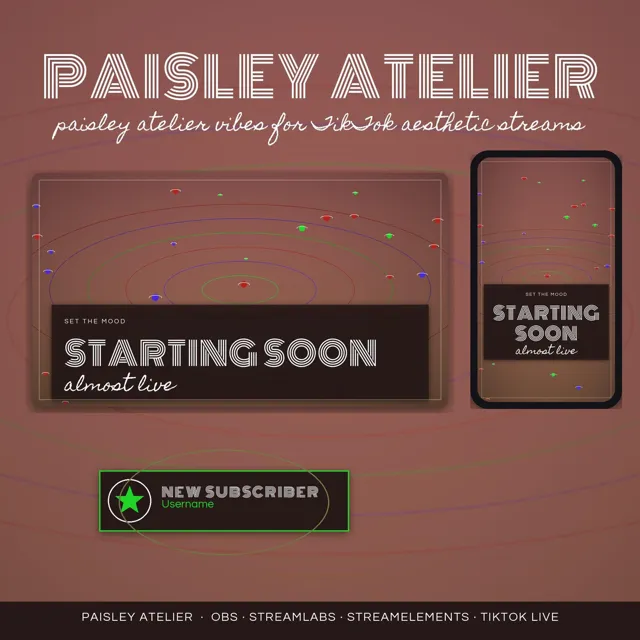 PAISLEY ATELIER
paisley atelier vibes for TikTok aesthetic streams
SET THE MOOD
STARTING SOON
almost live
SET THE MOOD
STARTING
SOON
almost live
NEW SUBSCRIBER
Username
PAISLEY ATELIER · OBS · STREAMLABS · STREAMELEMENTS · TIKTOK LIVE